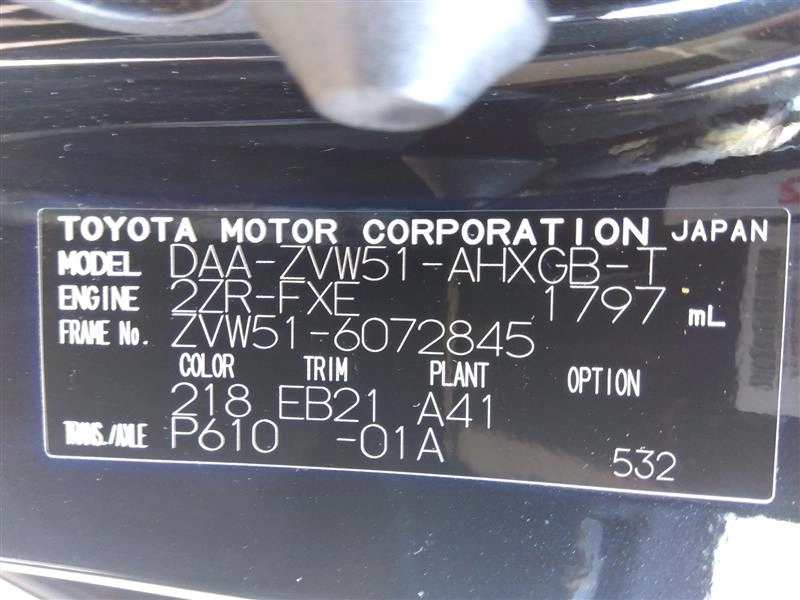 TOYOTA MOTOR CORPORATION JAPAN
MODEL DAA-ZVW51-AHXGB-T
ENGINE 2ZR-FXE 1797 mL
FRAME No. ZVW51-6072845
COLOR TRIM PLANT OPTION
218 EB21 A41
TRANS./AXLE P610 -01A
532